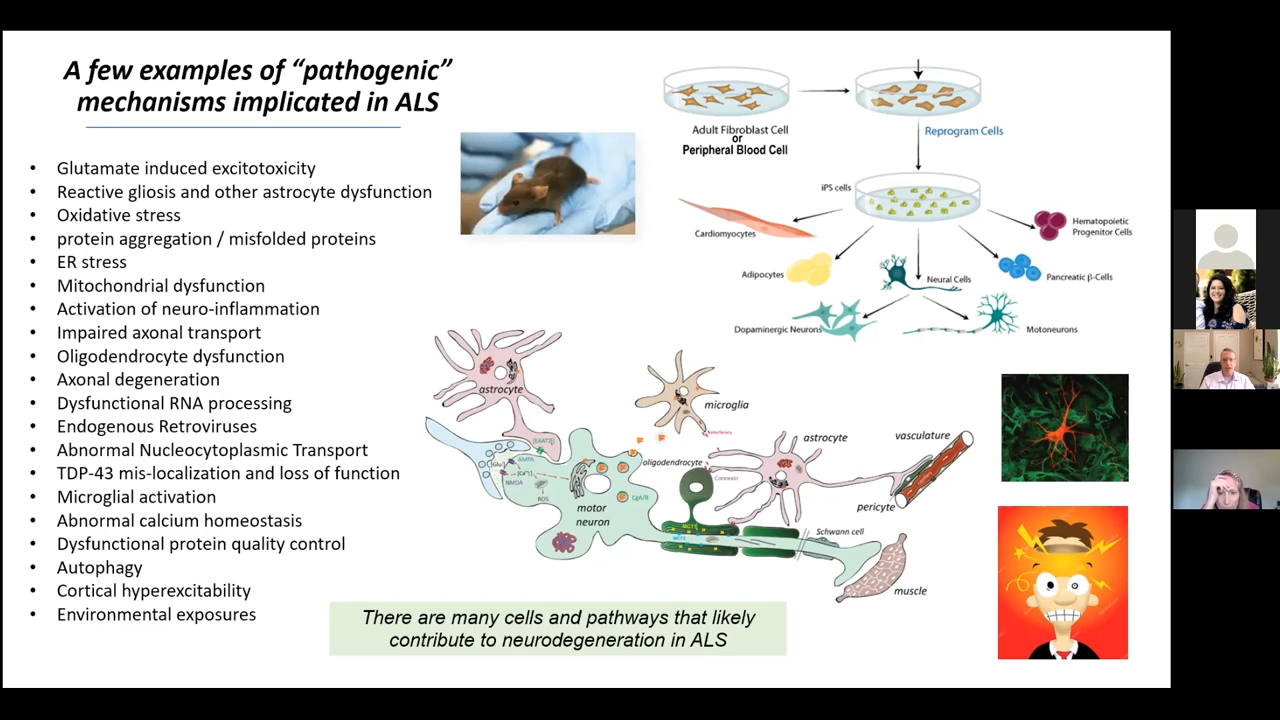 A few examples of “pathogenic”
mechanisms implicated in ALS
• Glutamate induced excitotoxicity
• Reactive gliosis and other astrocyte dysfunction
• Oxidative stress
• protein aggregation / misfolded proteins
• ER stress
• Mitochondrial dysfunction
• Activation of neuro-inflammation
• Impaired axonal transport
• Oligodendrocyte dysfunction
• Axonal degeneration
• Dysfunctional RNA processing
• Endogenous Retroviruses
• Abnormal Nucleocytoplasmic Transport
• TDP-43 mis-localization and loss of function
• Microglial activation
• Abnormal calcium homeostasis
• Dysfunctional protein quality control
• Autophagy
• Cortical hyperexcitability
• Environmental exposures
Adult Fibroblast Cell
or
Peripheral Blood Cell
Reprogram Cells
iPS cells
Cardiomyocytes
Hematopoietic
Progenitor Cells
Adipocytes
Neural Cells
Pancreatic β-Cells
Dopaminergic Neurons
Motoneurons
astrocyte
microglia
astrocyte
vasculature
oligodendrocyte
Connexin
AMPA
NMDA
ROS
motor
neuron
MCT1
pericyte
Schwann cell
muscle
There are many cells and pathways that likely
contribute to neurodegeneration in ALS